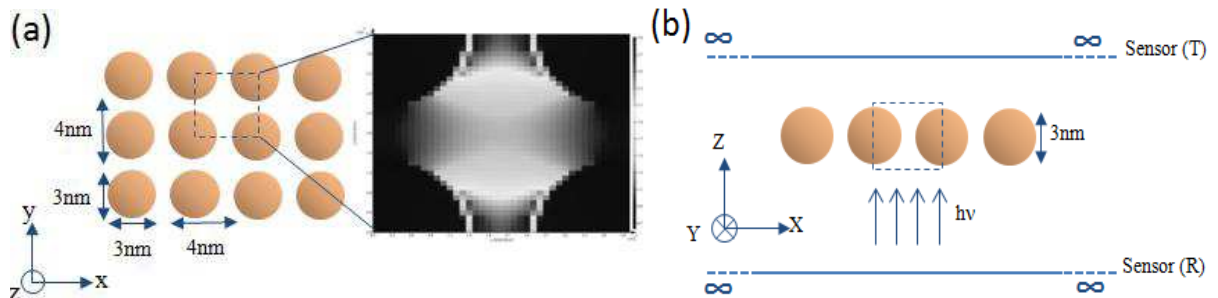 (a)
4nm
3nm
3nm
4nm
y
x
Z
(b)
∞
∞
Sensor (T)
3nm
Z
X
Y
hν
Sensor (R)
∞
∞